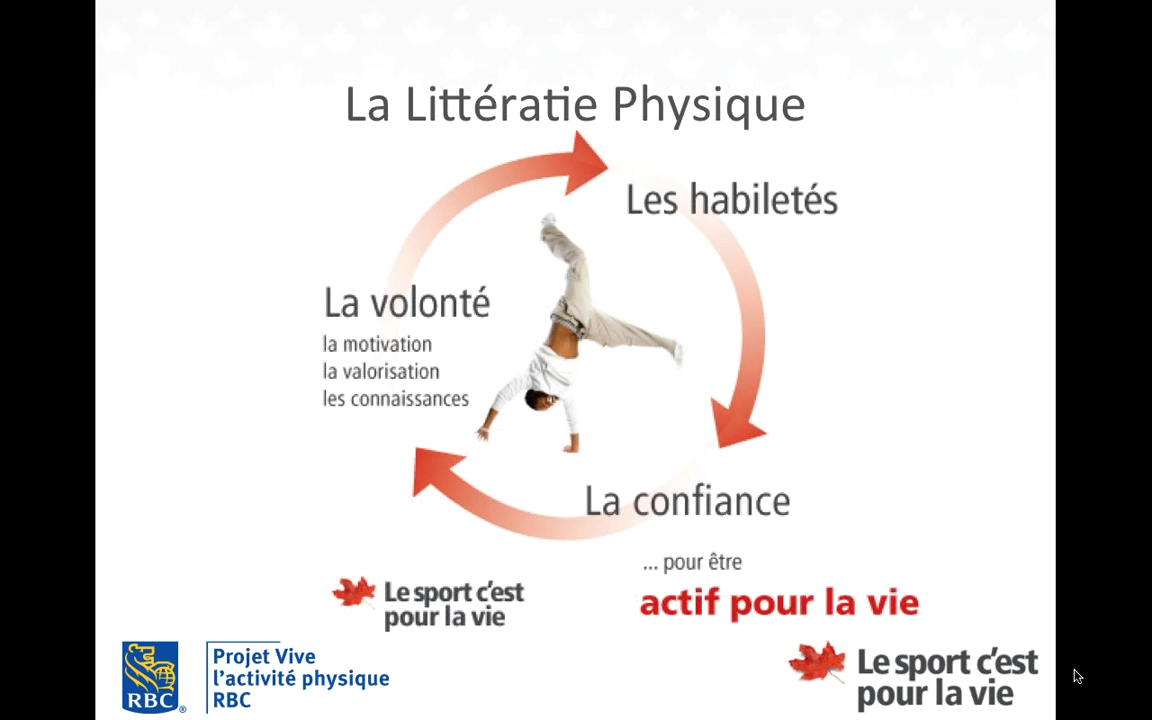 La Littératie Physique
Les habiletés
La volonté
la motivation
la valorisation
les connaissances
La confiance
... pour être
actif pour la vie
Le sport c'est
pour la vie
Projet Vive
l'activité physique
RBC
RBC®
Le sport c'est
pour la vie